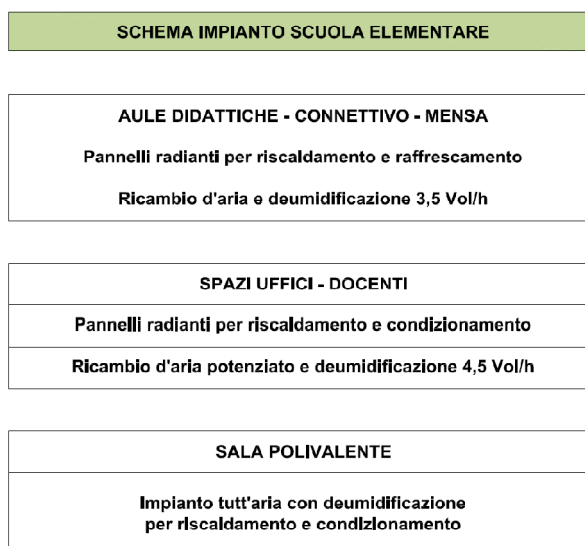 SCHEMA IMPIANTO SCUOLA ELEMENTARE
AULE DIDATTICHE - CONNETTIVO - MENSA
Pannelli radianti per riscaldamento e raffrescamento
Ricambio d'aria e deumidificazione 3,5 Vol/h
SPAZI UFFICI - DOCENTI
Pannelli radianti per riscaldamento e condizionamento
Ricambio d'aria potenziato e deumidificazione 4,5 Vol/h
SALA POLIVALENTE
Impianto tutt'aria con deumidificazione
per riscaldamento e condizionamento